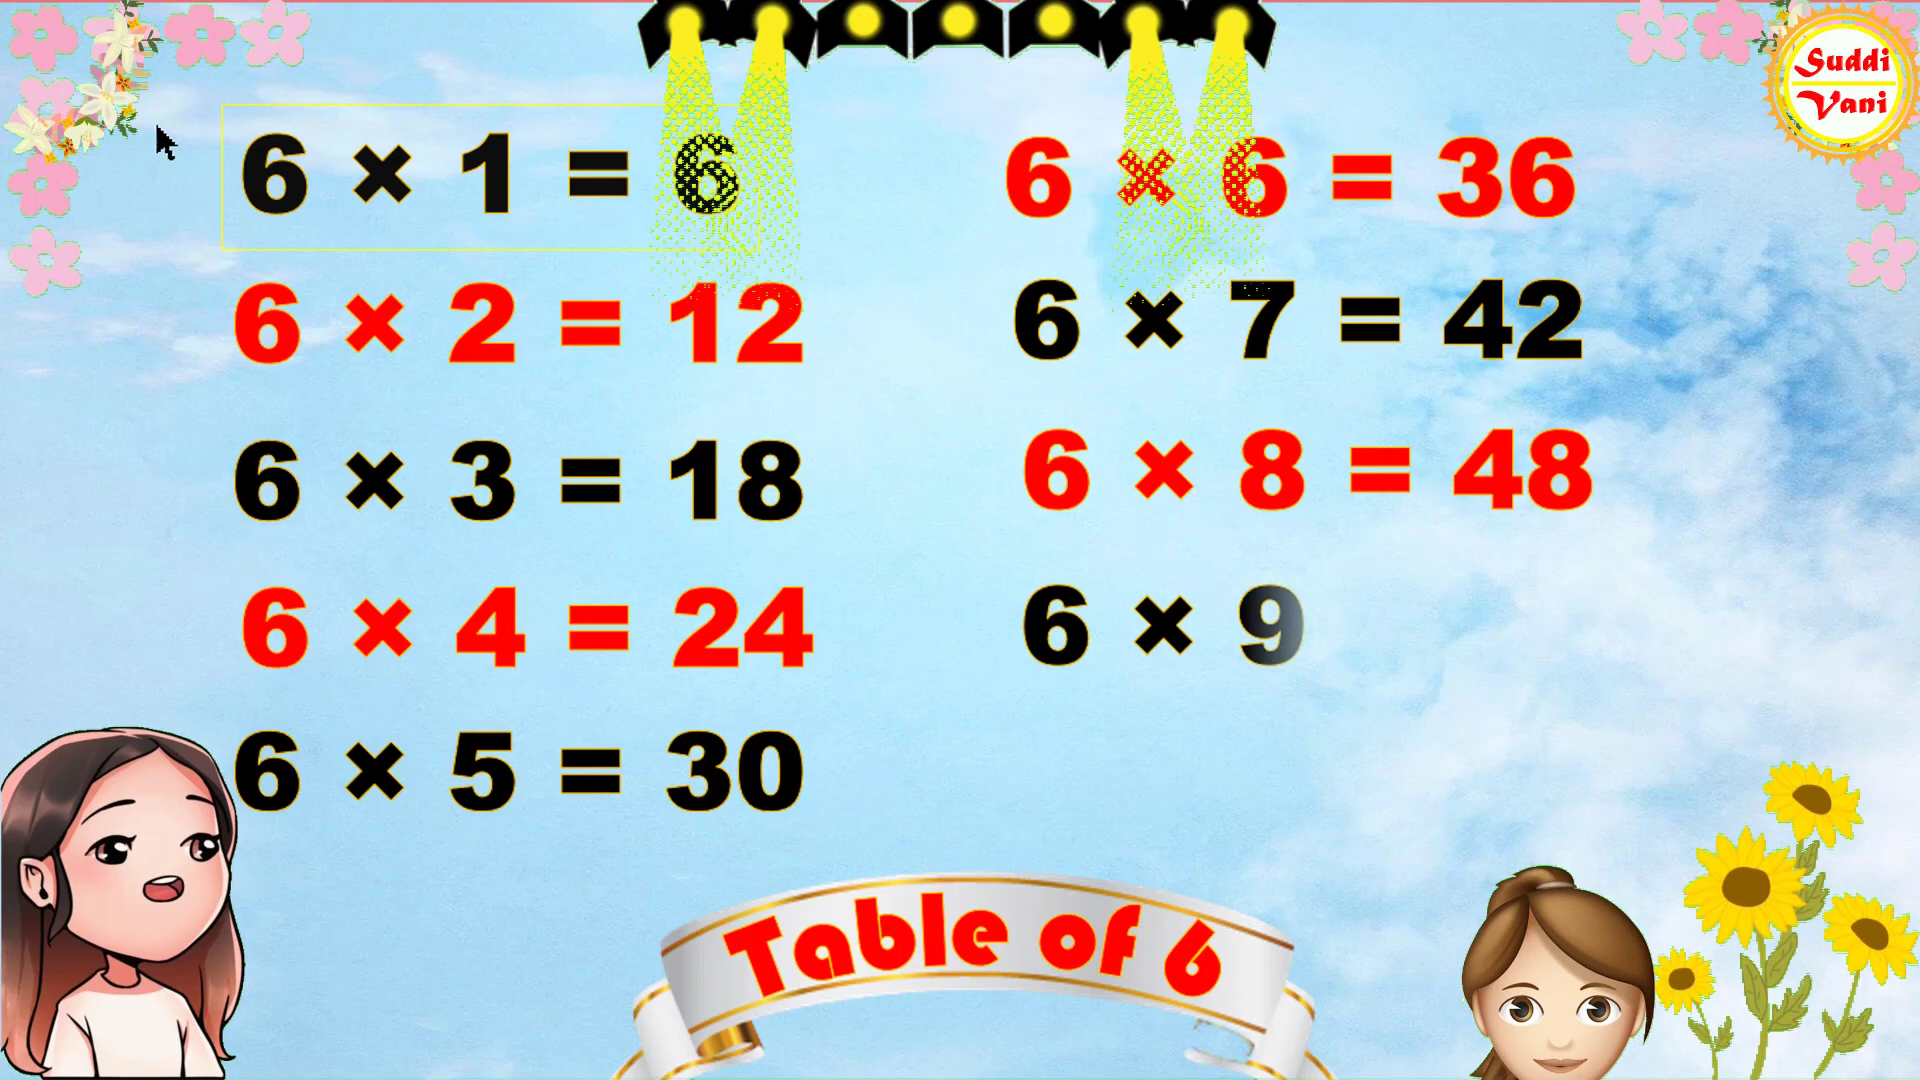 Suddi
Vani
6 × 1 = 6
6 × 2 = 12
6 × 3 = 18
6 × 4 = 24
6 × 5 = 30
6 × 6 = 36
6 × 7 = 42
6 × 8 = 48
6 × 9
Table of 6